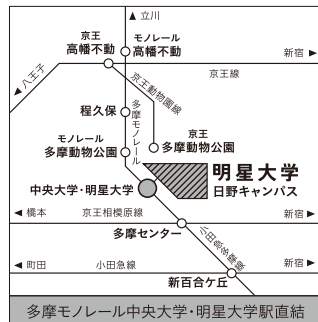 ▲立川
京王
高幡不動
モノレール
高幡不動
新宿▶
京王線
◀八王子
京王動物園線
程久保
多摩モノレール
モノレール
多摩動物公園
京王
多摩動物公園
明星大学
日野キャンパス
中央大学・明星大学
◀橋本
京王相模原線
新宿▶
多摩センター
小田急多摩線
◀町田
小田急線
新宿▶
新百合ケ丘
多摩モノレール中央大学・明星大学駅直結